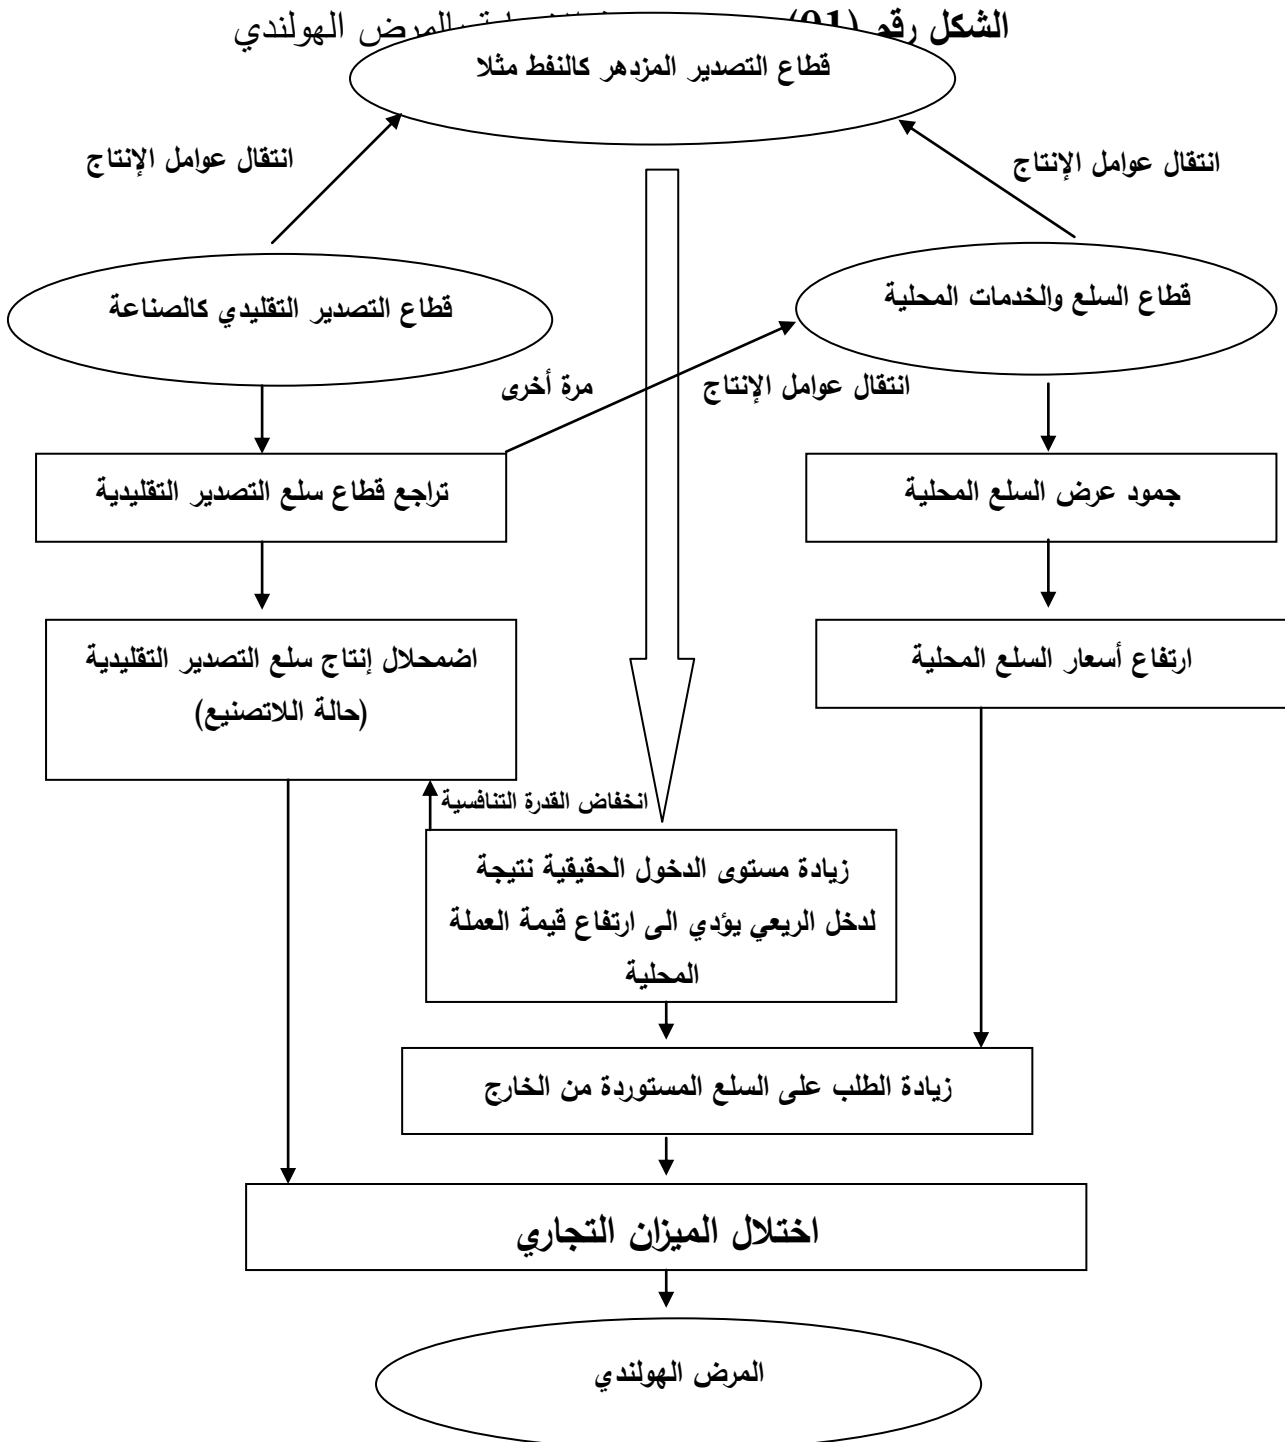 الشكل رقم (01) المرض الهولندي
قطاع التصدير المزدهر كالنفط مثلا
انتقال عوامل الإنتاج
انتقال عوامل الإنتاج
قطاع السلع والخدمات المحلية
قطاع التصدير التقليدي كالصناعة
انتقال عوامل الإنتاج
مرة أخرى
جمود عرض السلع المحلية
تراجع قطاع سلع التصدير التقليدية
ارتفاع أسعار السلع المحلية
اضمحلال إنتاج سلع التصدير التقليدية
(حالة اللاتصنيع)
انخفاض القدرة التنافسية
زيادة مستوى الدخول الحقيقية نتيجة
لدخل الريعي يؤدي الى ارتفاع قيمة العملة
المحلية
زيادة الطلب على السلع المستوردة من الخارج
اختلال الميزان التجاري
المرض الهولندي